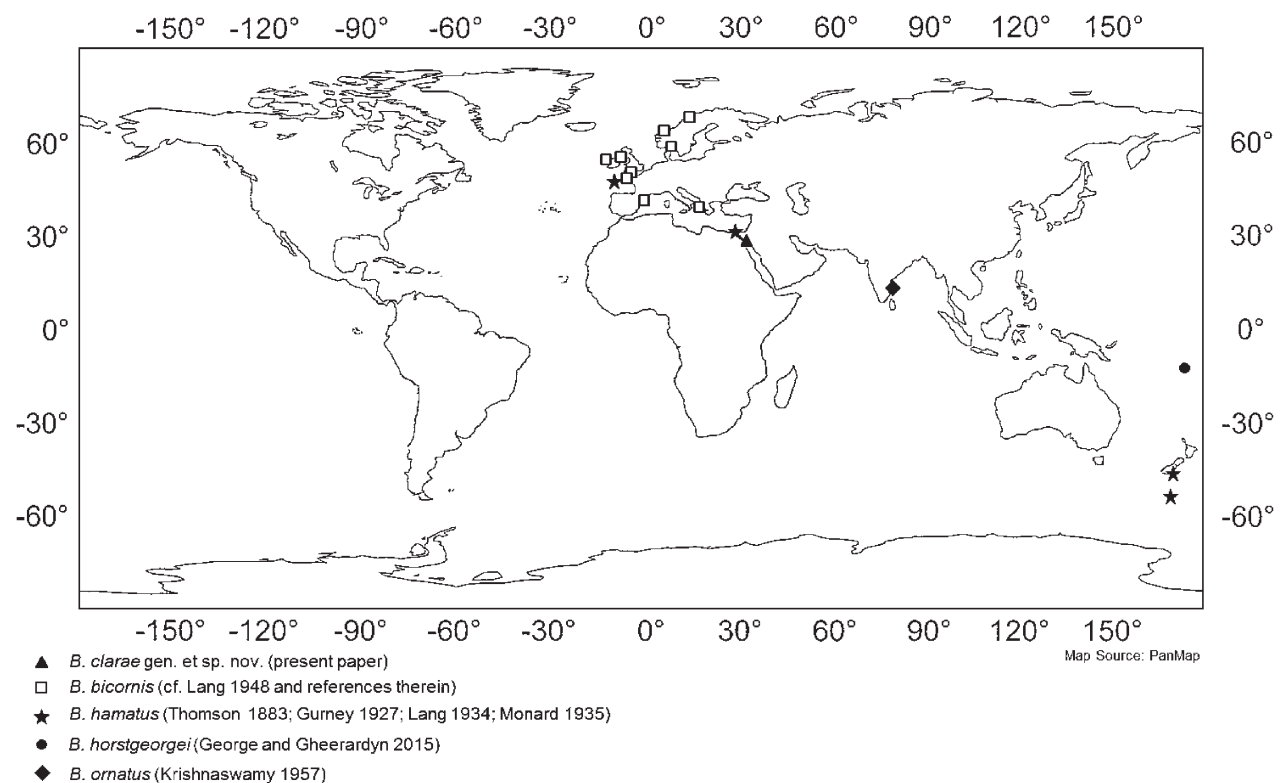 -150° -120° -90° -60° -30° 0° 30° 60° 90° 120° 150°
60° 60°
30° 30°
0° 0°
-30° -30°
-60° -60°
-150° -120° -90° -60° -30° 0° 30° 60° 90° 120° 150°
Map Source: PanMap
B. clarae gen. et sp. nov. (present paper)
B. bicornis (cf. Lang 1948 and references therein)
B. hamatus (Thomson 1883; Gurney 1927; Lang 1934; Monard 1935)
B. horstgeorgei (George and Gheerardyn 2015)
B. ornatus (Krishnaswamy 1957)